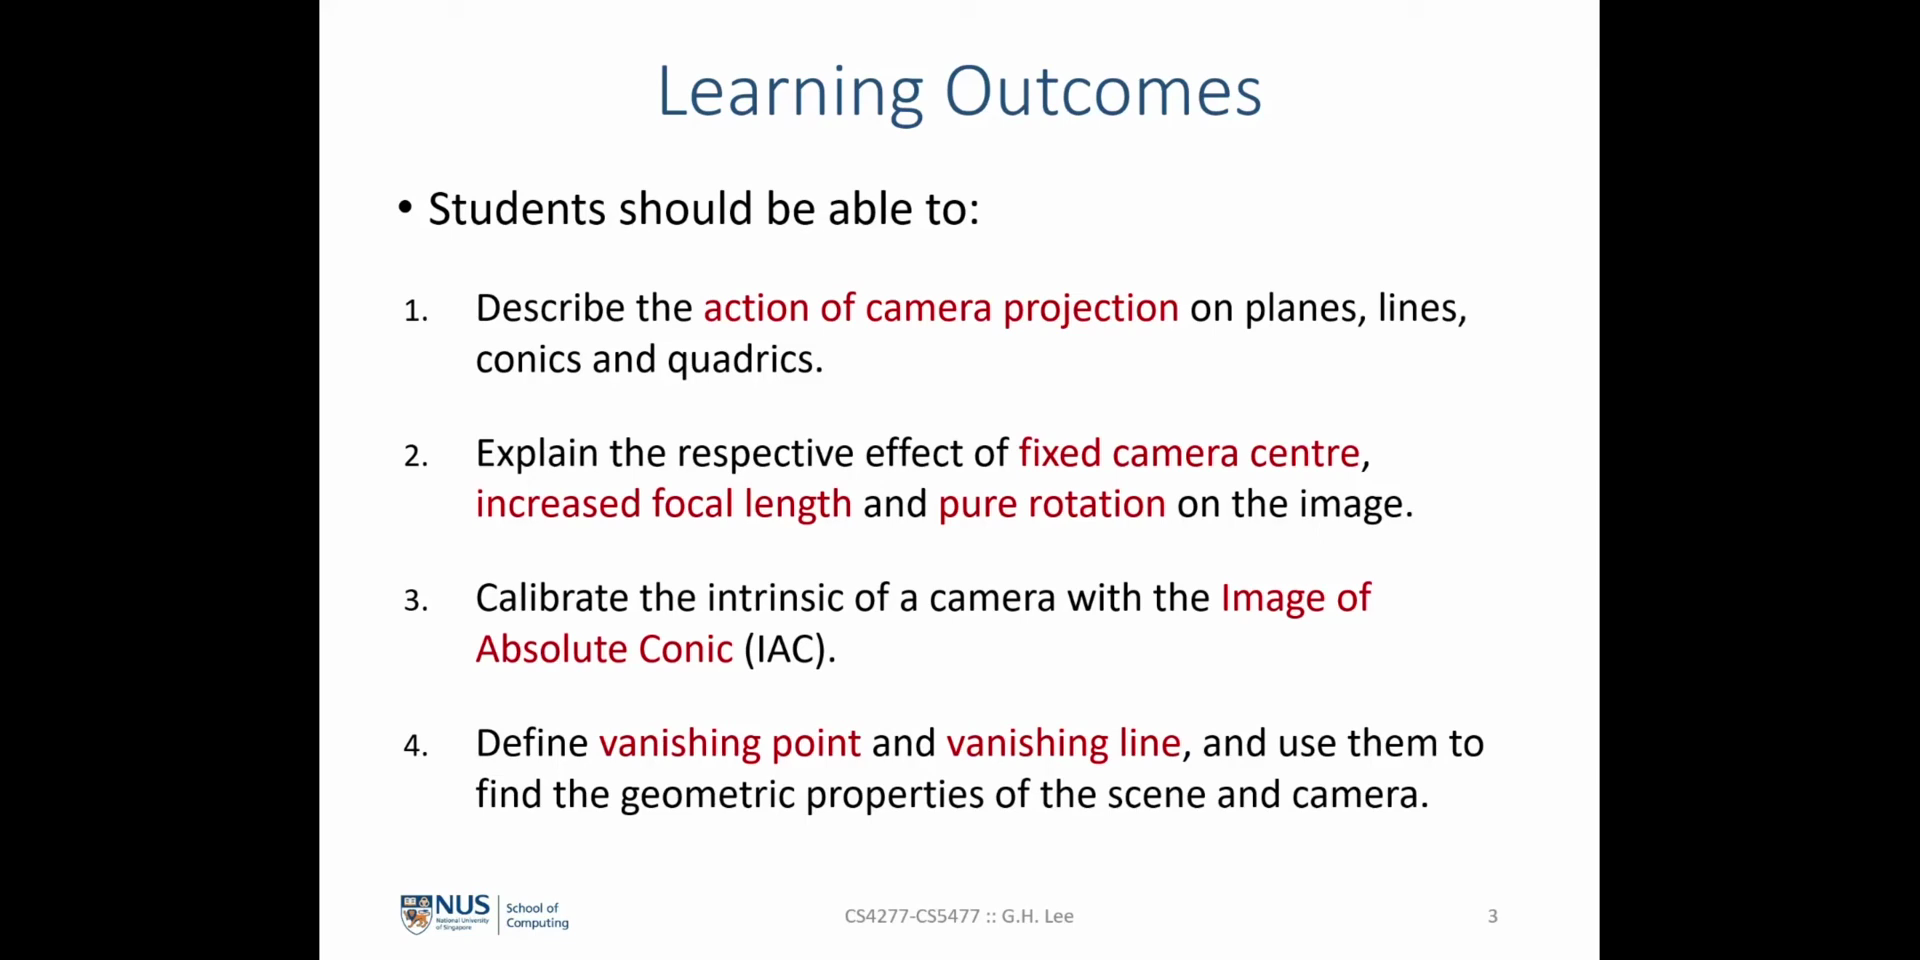 Learning Outcomes
• Students should be able to:
1. Describe the action of camera projection on planes, lines,
conics and quadrics.
2. Explain the respective effect of fixed camera centre,
increased focal length and pure rotation on the image.
3. Calibrate the intrinsic of a camera with the Image of
Absolute Conic (IAC).
4. Define vanishing point and vanishing line, and use them to
find the geometric properties of the scene and camera.
NUS
National University
of Singapore
School of
Computing
CS4277-CS5477 :: G.H. Lee
3